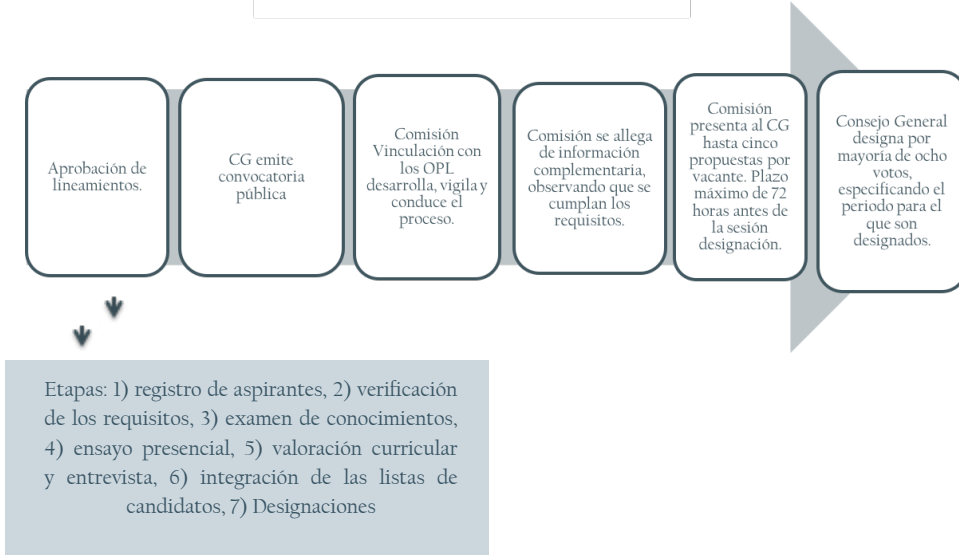 Aprobación de
lineamientos.
CG emite
convocatoria
pública
Comisión
Vinculación con
los OPL
desarrolla, vigila y
conduce el
proceso.
Comisión se allega
de información
complementaria,
observando que se
cumplan los
requisitos.
Comisión
presenta al CG
hasta cinco
propuestas por
vacante. Plazo
máximo de 72
horas antes de
la sesión
designación.
Consejo General
designa por
mayoría de ocho
votos,
especificando el
periodo para el
que son
designados.
Etapas: 1) registro de aspirantes, 2) verificación
de los requisitos, 3) examen de conocimientos,
4) ensayo presencial, 5) valoración curricular
y entrevista, 6) integración de las listas de
candidatos, 7) Designaciones